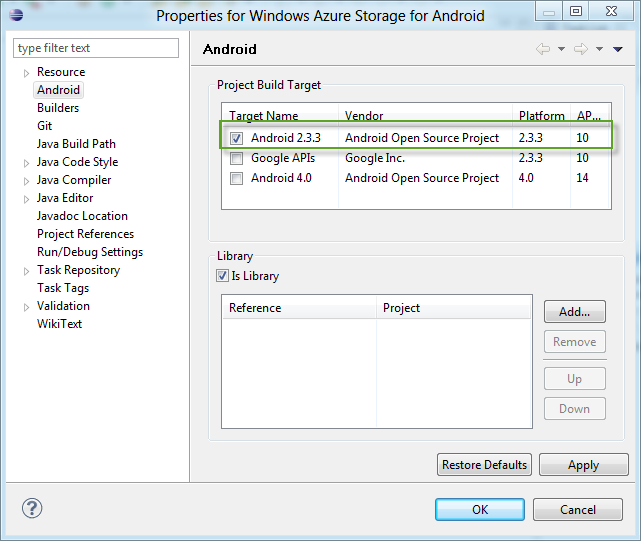 Properties for Windows Azure Storage for Android
type filter text
Resource
Android
Builders
Git
Java Build Path
Java Code Style
Java Compiler
Java Editor
Javadoc Location
Project References
Run/Debug Settings
Task Repository
Task Tags
Validation
WikiText
Android
Project Build Target
Target Name Vendor Platform AP...
Android 2.3.3 Android Open Source Project 2.3.3 10
Google APIs Google Inc. 2.3.3 10
Android 4.0 Android Open Source Project 4.0 14
Library
Is Library
Reference Project
Add...
Remove
Up
Down
Restore Defaults Apply
? OK Cancel